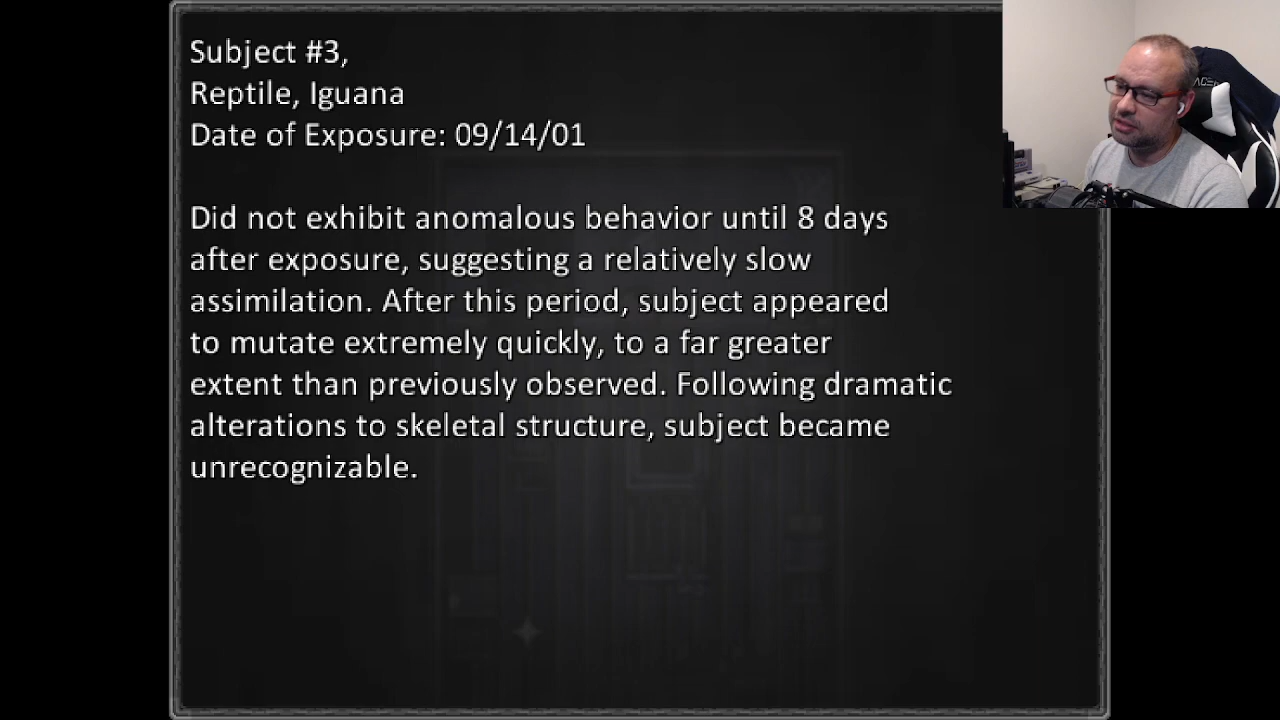 Subject #3,
Reptile, Iguana
Date of Exposure: 09/14/01
Did not exhibit anomalous behavior until 8 days
after exposure, suggesting a relatively slow
assimilation. After this period, subject appeared
to mutate extremely quickly, to a far greater
extent than previously observed. Following dramatic
alterations to skeletal structure, subject became
unrecognizable.